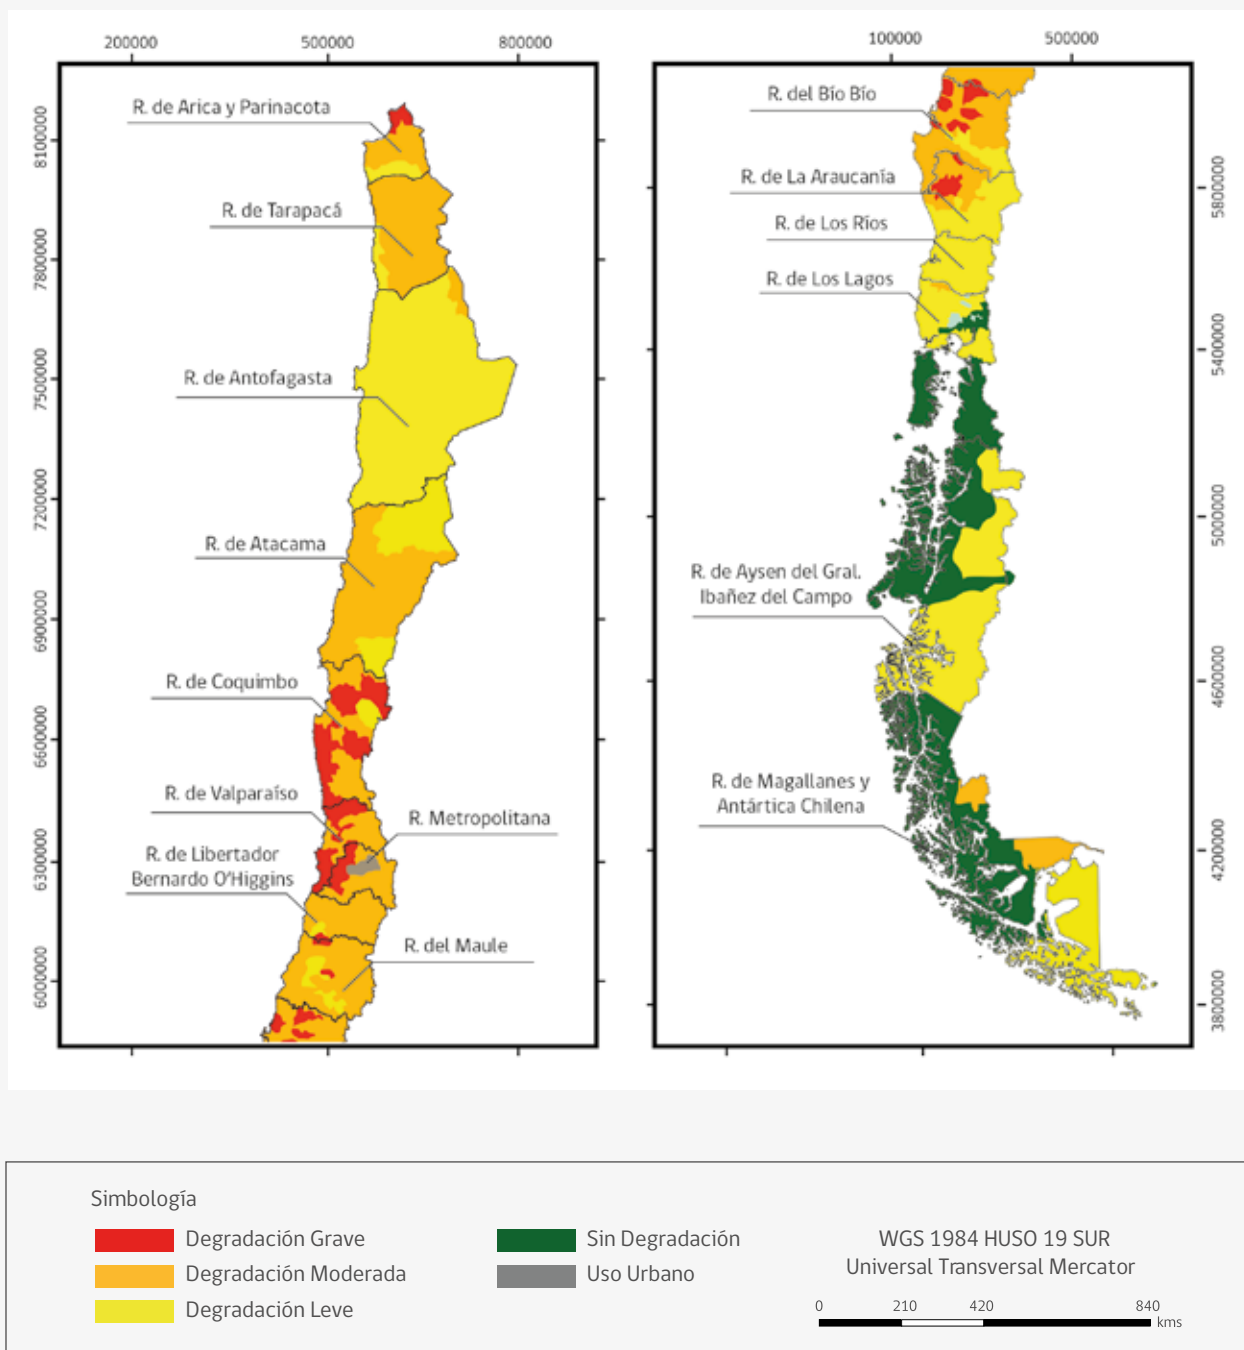 200000
500000
800000
8100000
7800000
7500000
7200000
6900000
6600000
6300000
6000000
R. de Arica y Parinacota
R. de Tarapacá
R. de Antofagasta
R. de Atacama
R. de Coquimbo
R. de Valparaíso
R. Metropolitana
R. de Libertador
Bernardo O'Higgins
R. del Maule
100000
500000
5800000
5400000
5000000
4600000
4200000
3800000
R. del Bío Bío
R. de La Araucanía
R. de Los Ríos
R. de Los Lagos
R. de Aysen del Gral.
Ibañez del Campo
R. de Magallanes y
Antártica Chilena
Simbología
Degradación Grave
Degradación Moderada
Degradación Leve
Sin Degradación
Uso Urbano
WGS 1984 HUSO 19 SUR
Universal Transversal Mercator
0 210 420 840
kms